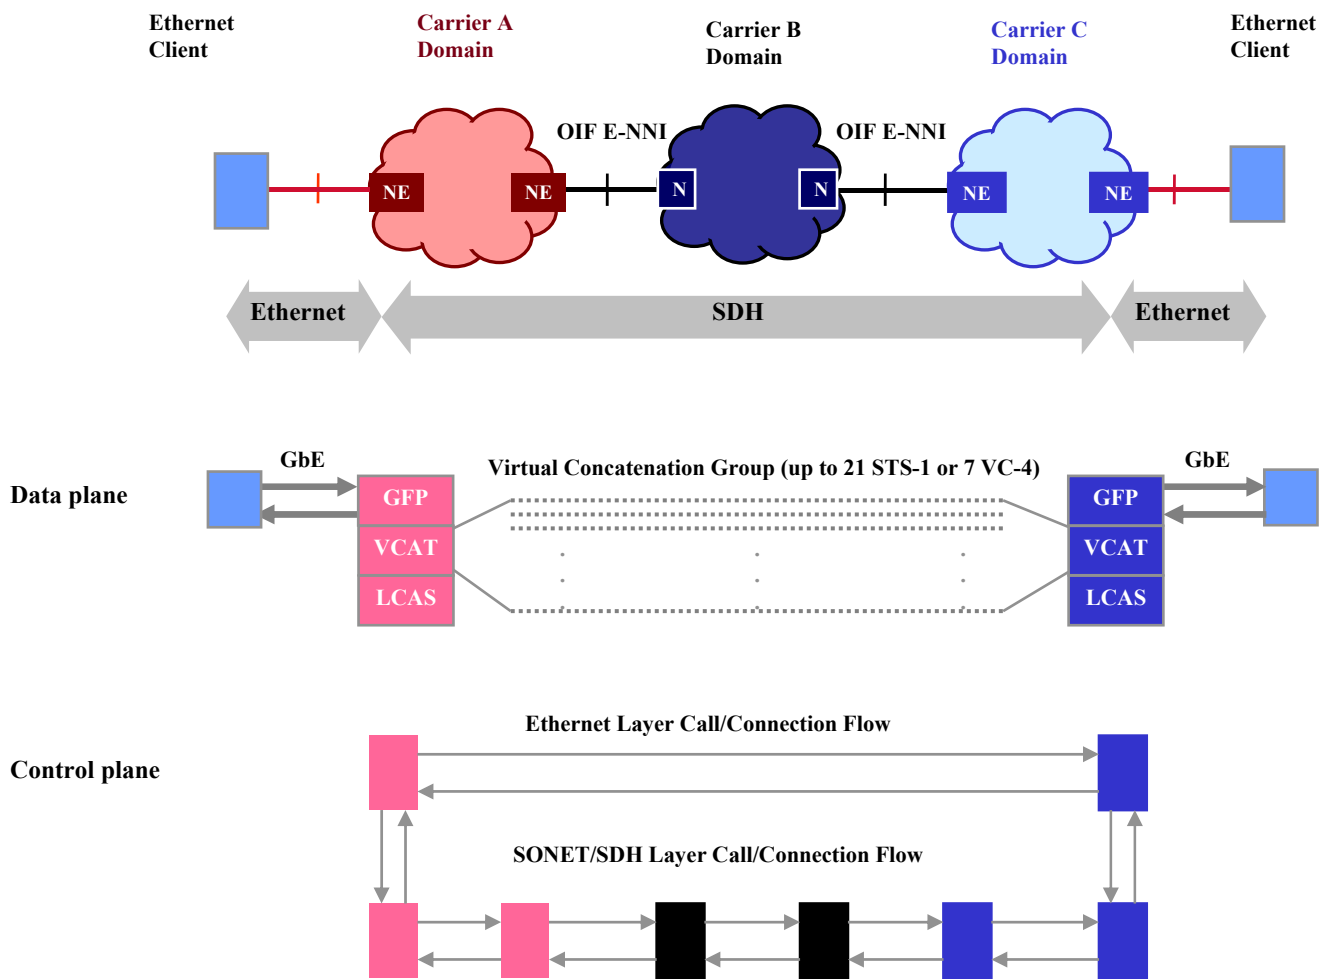 Ethernet
Client
Carrier A
Domain
Carrier B
Domain
Carrier C
Domain
Ethernet
Client
OIF E-NNI
OIF E-NNI
NE
NE
N
N
NE
NE
Ethernet
SDH
Ethernet
Data plane
GbE
Virtual Concatenation Group (up to 21 STS-1 or 7 VC-4)
GbE
GFP
VCAT
LCAS
GFP
VCAT
LCAS
Control plane
Ethernet Layer Call/Connection Flow
SONET/SDH Layer Call/Connection Flow